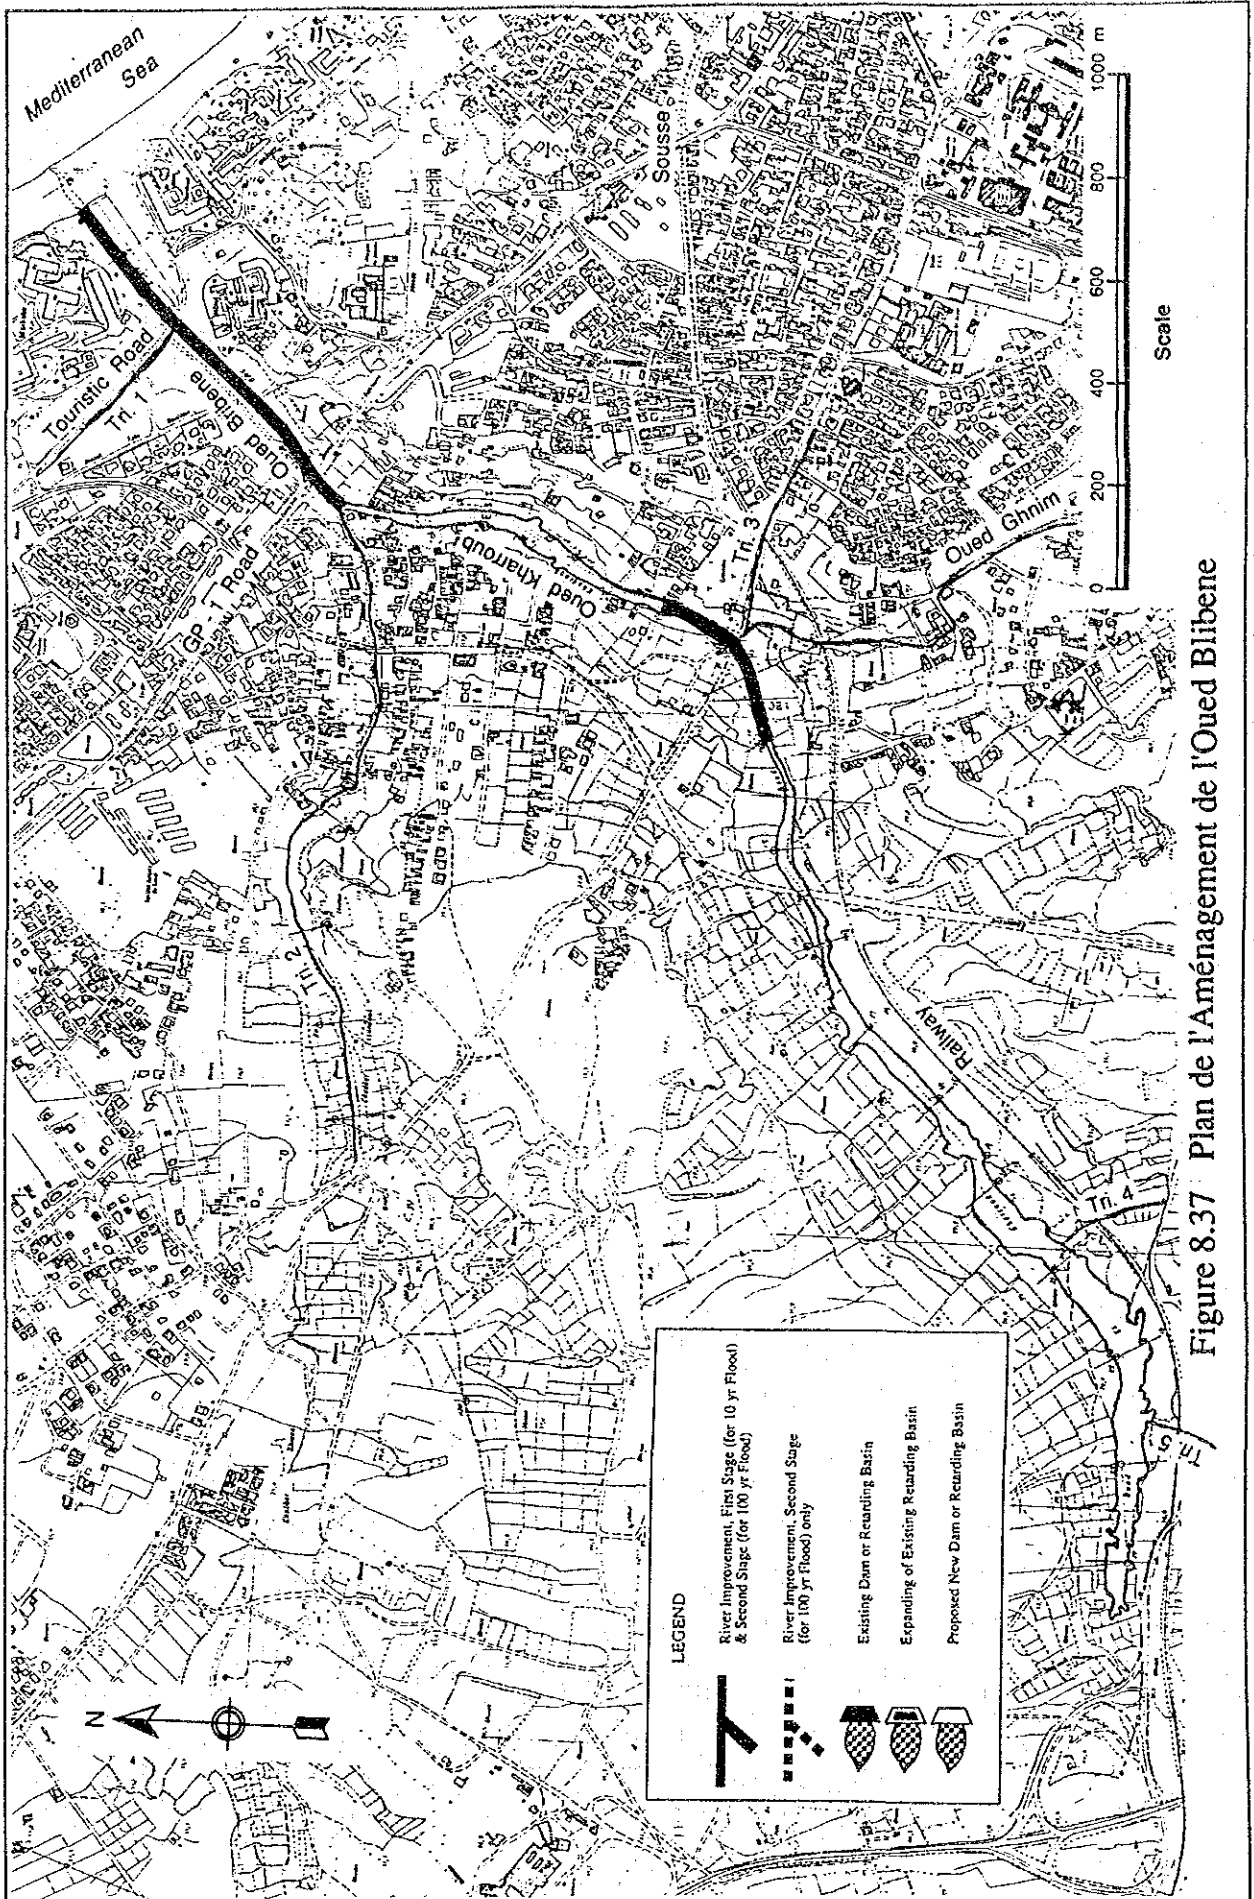 Mediterranean
Sea
Touristic Road
Tri. 1
Oued Blibene
GP-1 Road
Oued Kharroub
Tri. 2
Sousse
Tri. 3
Oued Ghnim
Railway
Tri. 4
Tri. 5
N
0 200 400 600 800 1000 m
Scale
LEGEND
River Improvement, First Stage (for 10 yr Flood)
& Second Stage (for 100 yr Flood)
River Improvement, Second Stage
(for 100 yr Flood) only
Existing Dam or Retarding Basin
Expanding of Existing Retarding Basin
Proposed New Dam or Retarding Basin
Figure 8.37 Plan de l'Aménagement de l'Oued Blibene